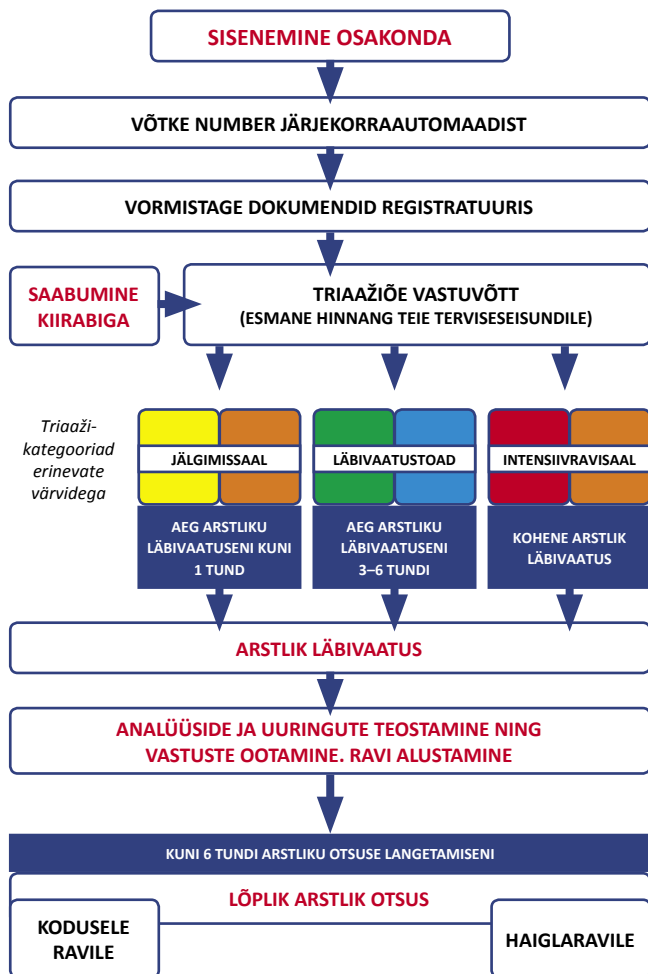 SISENEMINE OSAKONDA
VÕTKE NUMBER JÄRJEKORRAAUTOMAADIST
VORMISTAGE DOKUMENDID REGISTRATUURIS
SAABUMINE
KIIRABIGA
TRIAAŽIÕE VASTUVÕTT
(ESMANE HINNANG TEIE TERVISESEISUNDILE)
Triaaži-
kategooriad
erinevate
värvidega
JÄLGIMISSAAL
LÄBIVAATUSTOAD
INTENSIIVRAVISAAL
AEG ARSTLIKU
LÄBIVAATUSENI KUNI
1 TUND
AEG ARSTLIKU
LÄBIVAATUSENI
3–6 TUNDI
KOHENE ARSTLIK
LÄBIVAATUS
ARSTLIK LÄBIVAATUS
ANALÜÜSIDE JA UURINGUTE TEOSTAMINE NING
VASTUSTE OOTAMINE. RAVI ALUSTAMINE
KUNI 6 TUNDI ARSTLIKU OTSUSE LANGETAMISENI
LÕPLIK ARSTLIK OTSUS
KODUSELE
RAVILE
HAIGLARAVILE